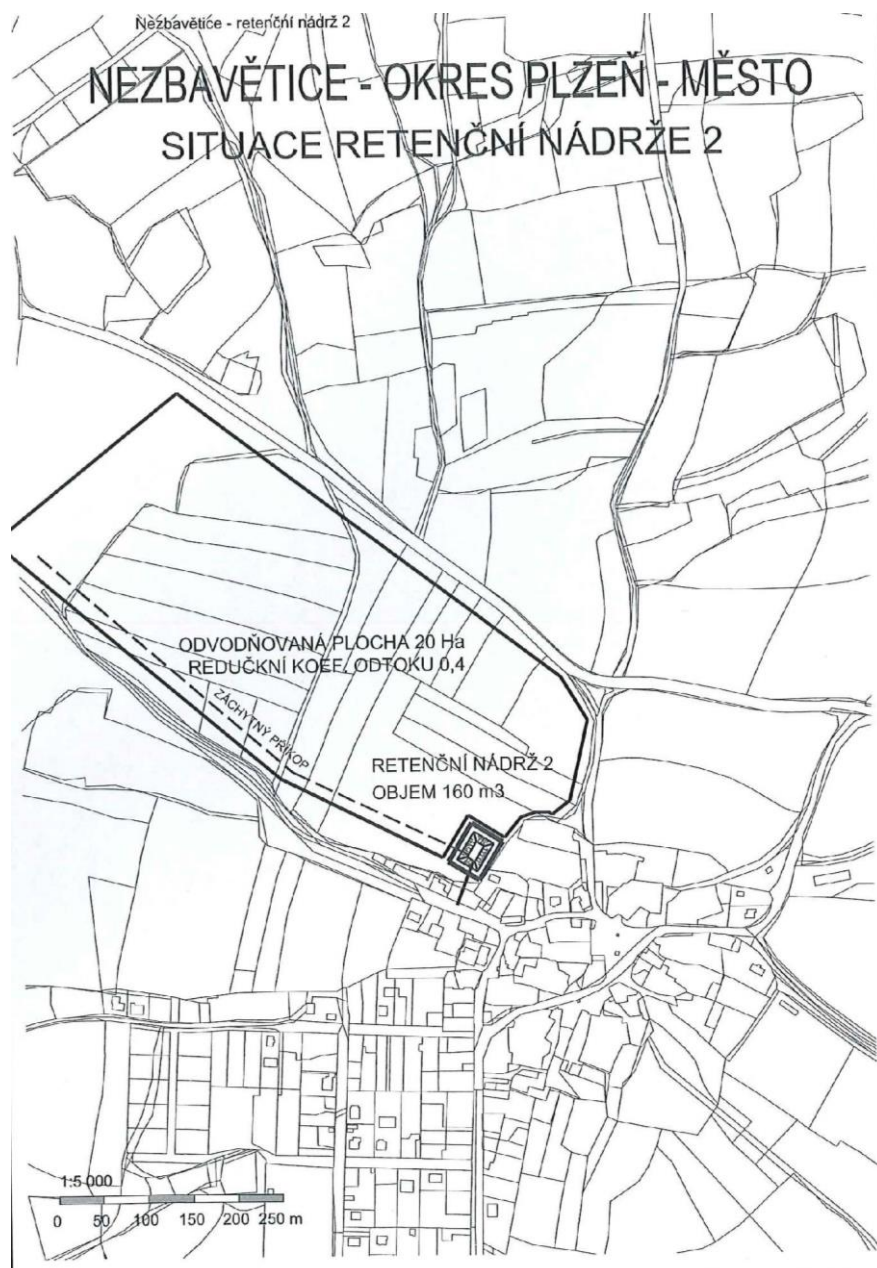 Nezbavětice - retenční nádrž 2
NEZBAVĚTICE - OKRES PLZEŇ - MĚSTO
SITUACE RETENČNÍ NÁDRŽE 2
ODVODŇOVANÁ PLOCHA 20 Ha
REDUČKNÍ KOEF. ODTOKU 0,4
ZÁCHYTNÝ PŘÍKOP
RETENČNÍ NÁDRŽ 2
OBJEM 160 m3
1:5 000
0 50 100 150 200 250 m